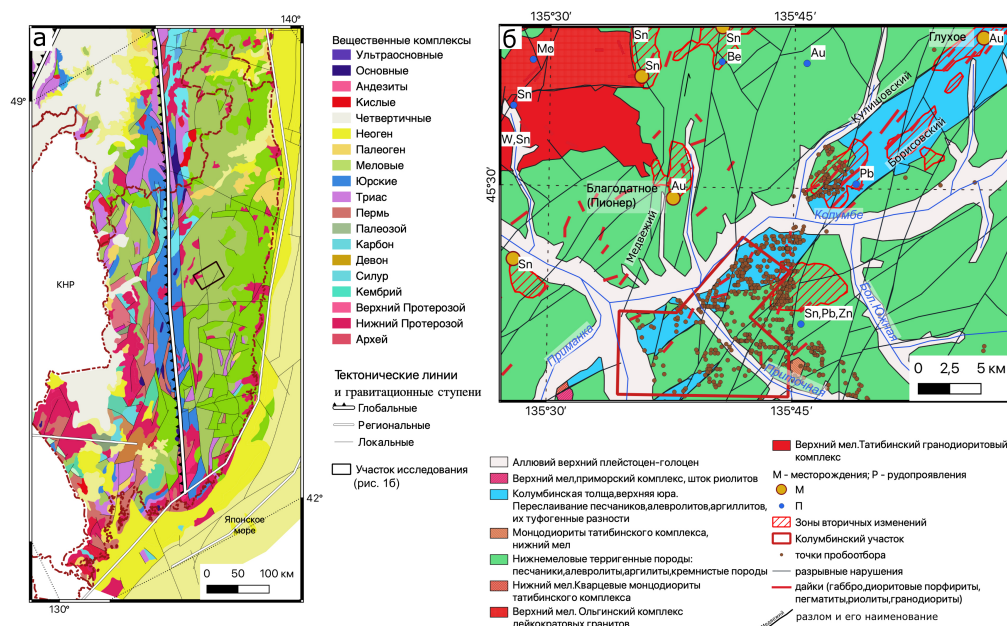 а
140°
49°
КНР
Японское
море
42°
130°
0 50 100 км
Вещественные комплексы
Ультраосновные
Основные
Андезиты
Кислые
Четвертичные
Неоген
Палеоген
Меловые
Юрские
Триас
Пермь
Палеозой
Карбон
Девон
Силур
Кембрий
Верхний Протерозой
Нижний Протерозой
Архей
Тектонические линии
и гравитационные ступени
Глобальные
Региональные
Локальные
Участок исследования
(рис. 1б)
б
135°30'
135°45'
Mo
Sn
Sn
Sn
Be
Au
Глухое
Au
Sn
W,Sn
Кулишовский
Борисовский
Pb
45°30'
45°30'
Благодатное
(Пионер)
Au
Медвежий
Колумбе
Sn
Sn,Pb,Zn
Бол.Южная
Приманка
Приточная
0 2,5 5 км
135°30'
135°45'
Аллювий верхний плейстоцен-голоцен
Верхний мел,приморский комплекс, шток риолитов
Колумбинская толща,верхняя юра.
Переслаивание песчаников,алевролитов,аргиллитов,
их туфогенные разности
Монцодиориты татибинского комплекса,
нижний мел
Нижнемеловые терригенные породы:
песчаники,алевролиты,аргилиты,кремнистые породы
Нижний мел.Кварцевые монцодиориты
татибинского комплекса
Верхний мел. Ольгинский комплекс
лейкократовых гранитов
Верхний мел.Татибинский гранодиоритовый
комплекс
М - месторождения; Р - рудопроявления
М
П
Зоны вторичных изменений
Колумбинский участок
точки пробоотбора
разрывные нарушения
дайки (габбро,диоритовые порфириты,
пегматиты,риолиты,гранодиориты)
разлом и его наименование